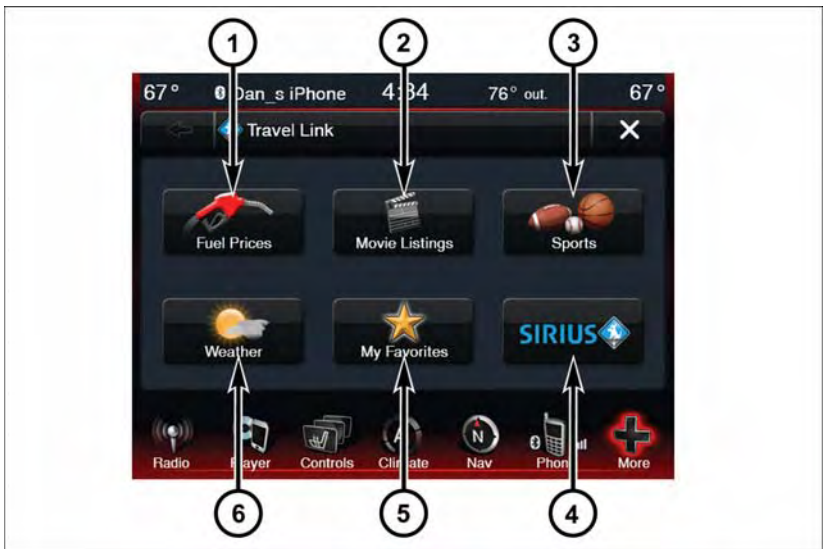 1 2 3
67° Dan_s iPhone 4:34 76° out. 67°
Travel Link
Fuel Prices Movie Listings Sports
Weather My Favorites SIRIUS
N
Radio Player Controls Climate Nav Phone More
6 5 4